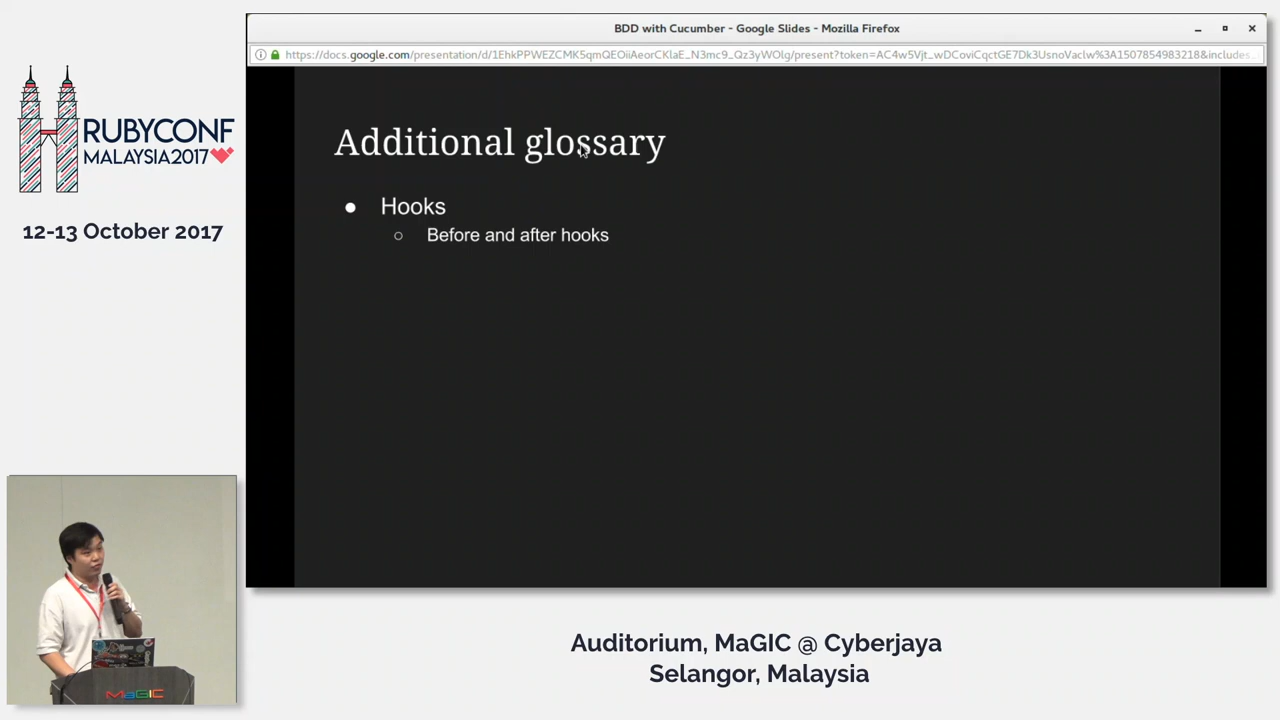 RUBYCONF
MALAYSIA2017
12-13 October 2017
BDD with Cucumber - Google Slides - Mozilla Firefox
Additional glossary
Hooks
Before and after hooks
MaGIC
Auditorium, MaGIC @ Cyberjaya
Selangor, Malaysia